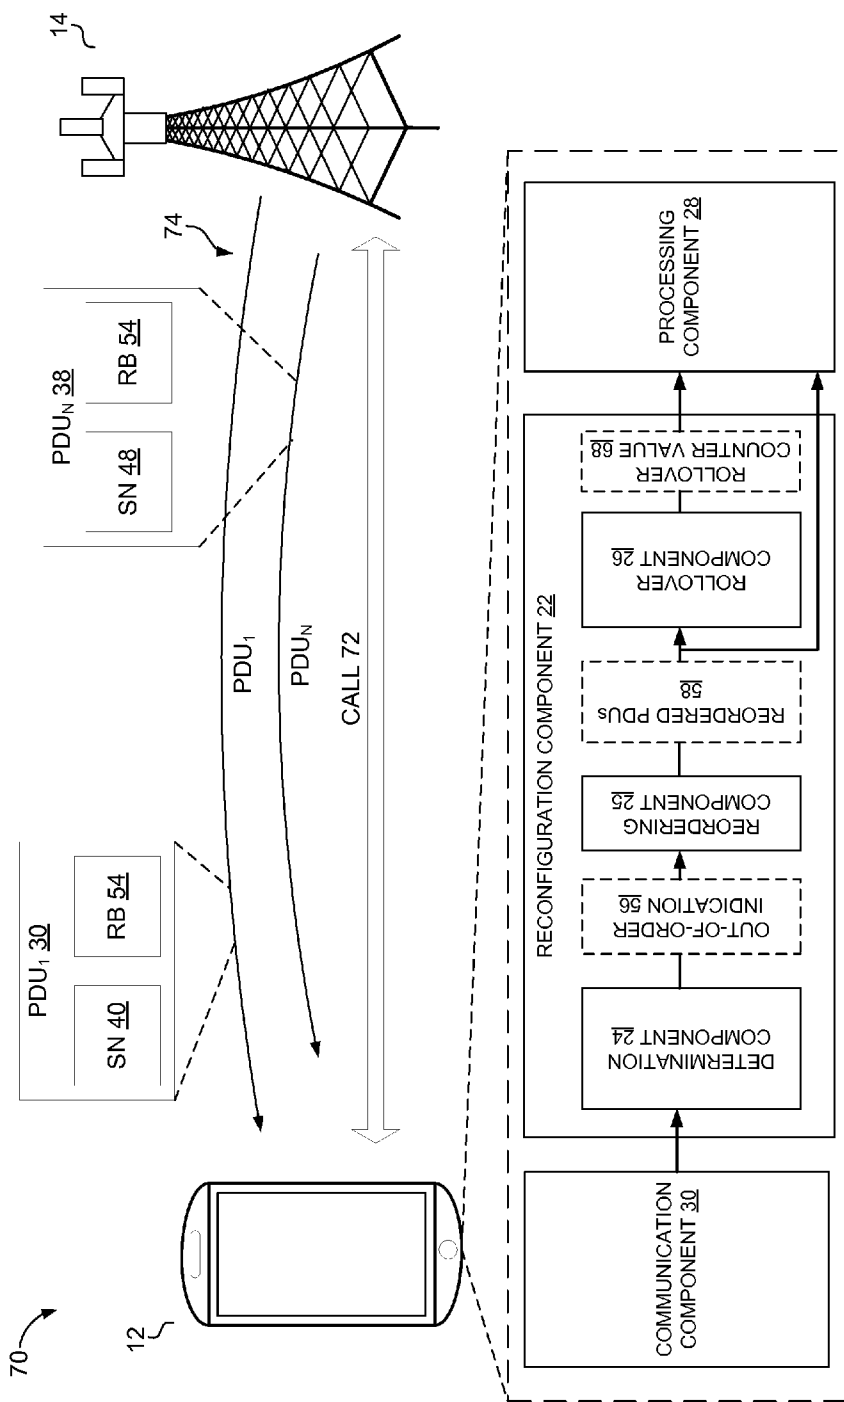 70
12
14
74
PDU1 30
SN 40
RB 54
PDUN 38
SN 48
RB 54
PDU1
PDUN
CALL 72
COMMUNICATION
COMPONENT 30
RECONFIGURATION COMPONENT 22
DETERMINATION
COMPONENT 24
OUT-OF-ORDER
INDICATION 56
REORDERING
COMPONENT 25
REORDERED PDUs
58
ROLLOVER
COMPONENT 26
ROLLOVER
COUNTER VALUE 68
PROCESSING
COMPONENT 28